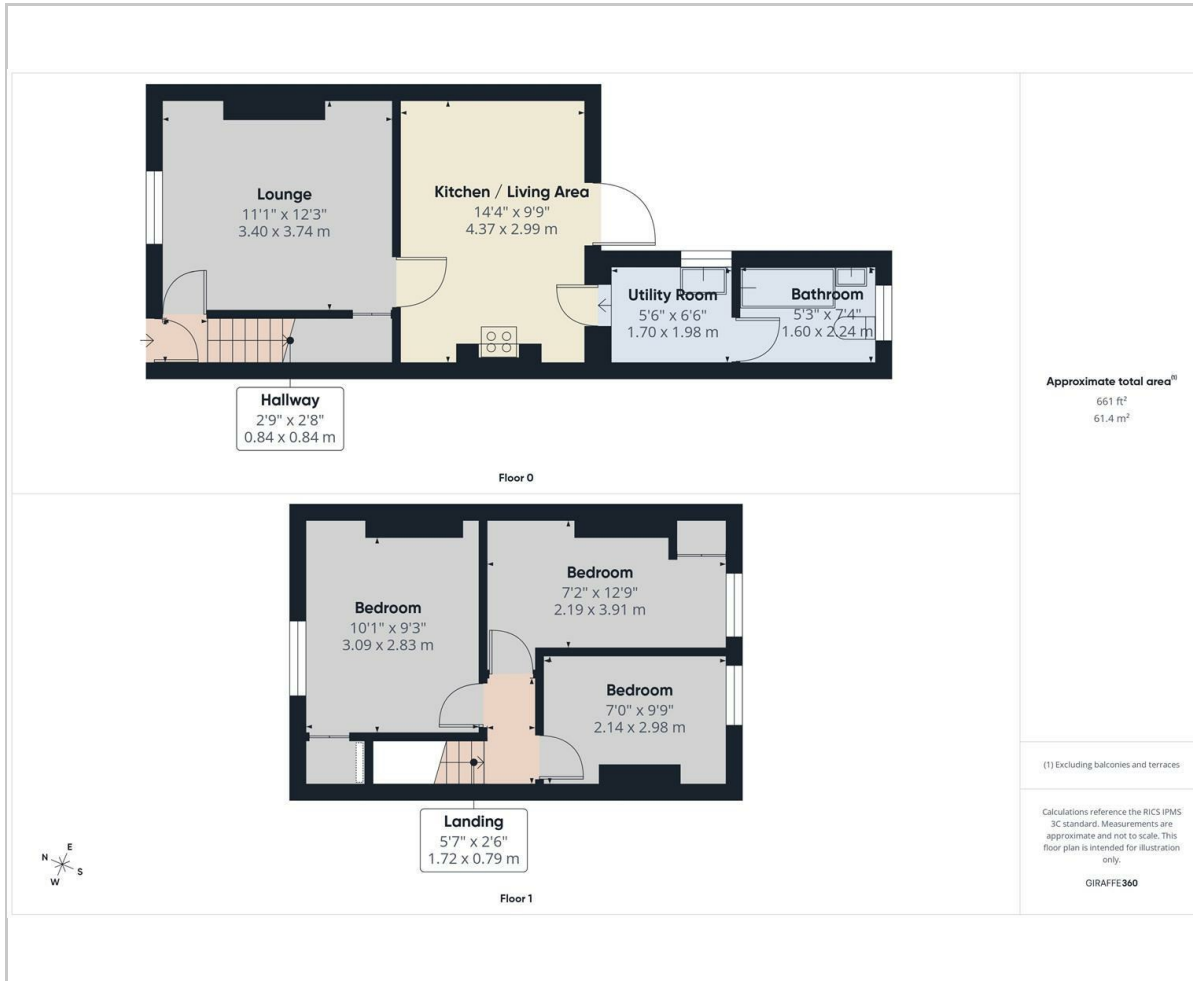 Lounge
11'1" x 12'3"
3.40 x 3.74 m
Kitchen / Living Area
14'4" x 9'9"
4.37 x 2.99 m
Utility Room
5'6" x 6'6"
1.70 x 1.98 m
Bathroom
5'3" x 7'4"
1.60 x 2.24 m
Hallway
2'9" x 2'8"
0.84 x 0.84 m
Floor 0
Bedroom
10'1" x 9'3"
3.09 x 2.83 m
Bedroom
7'2" x 12'9"
2.19 x 3.91 m
Bedroom
7'0" x 9'9"
2.14 x 2.98 m
Landing
5'7" x 2'6"
1.72 x 0.79 m
N E S W
Floor 1
Approximate total area(1)
661 ft²
61.4 m²
(1) Excluding balconies and terraces
Calculations reference the RICS IPMS
3C standard. Measurements are
approximate and not to scale. This
floor plan is intended for illustration
only.
GIRAFFE360